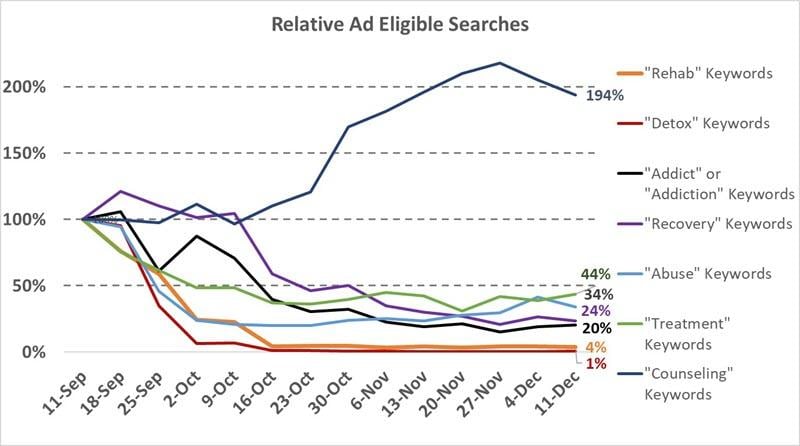 Relative Ad Eligible Searches
200%
150%
100%
50%
0%
194%
44%
34%
24%
20%
4%
1%
11-Sep
18-Sep
25-Sep
2-Oct
9-Oct
16-Oct
23-Oct
30-Oct
6-Nov
13-Nov
20-Nov
27-Nov
4-Dec
11-Dec
"Rehab" Keywords
"Detox" Keywords
"Addict" or
"Addiction" Keywords
"Recovery" Keywords
"Abuse" Keywords
"Treatment"
Keywords
"Counseling"
Keywords